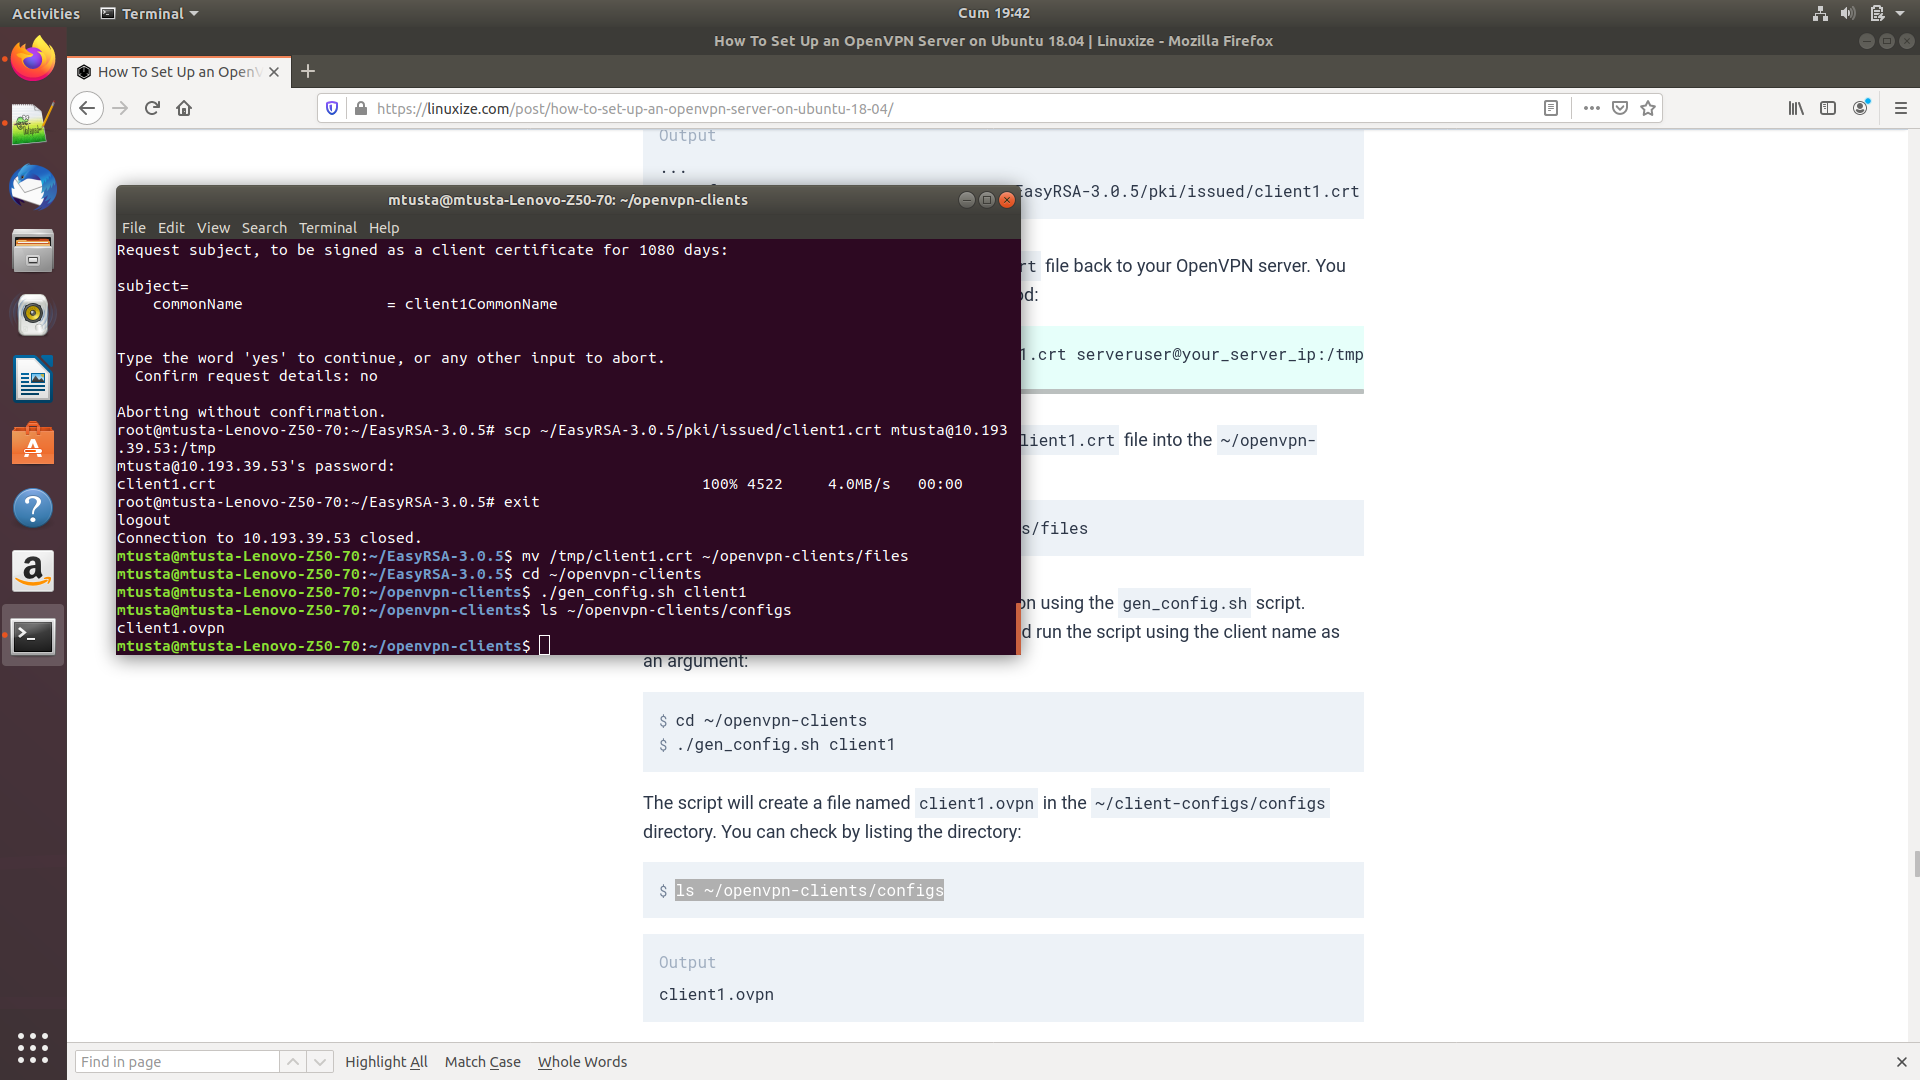 Activities
Terminal
Cum 19:42
How To Set Up an OpenVPN Server on Ubuntu 18.04 | Linuxize - Mozilla Firefox
How To Set Up an OpenV
https://linuxize.com/post/how-to-set-up-an-openvpn-server-on-ubuntu-18-04/
Output
...
EasyRSA-3.0.5/pki/issued/client1.crt
mtusta@mtusta-Lenovo-Z50-70: ~/openvpn-clients
File Edit View Search Terminal Help
Request subject, to be signed as a client certificate for 1080 days:
subject=
commonName = client1CommonName
Type the word 'yes' to continue, or any other input to abort.
Confirm request details: no
Aborting without confirmation.
root@mtusta-Lenovo-Z50-70:~/EasyRSA-3.0.5# scp ~/EasyRSA-3.0.5/pki/issued/client1.crt mtusta@10.193
.39.53:/tmp
mtusta@10.193.39.53's password:
client1.crt 100% 4522 4.0MB/s 00:00
root@mtusta-Lenovo-Z50-70:~/EasyRSA-3.0.5# exit
logout
Connection to 10.193.39.53 closed.
mtusta@mtusta-Lenovo-Z50-70:~/EasyRSA-3.0.5$ mv /tmp/client1.crt ~/openvpn-clients/files
mtusta@mtusta-Lenovo-Z50-70:~/EasyRSA-3.0.5$ cd ~/openvpn-clients
mtusta@mtusta-Lenovo-Z50-70:~/openvpn-clients$ ./gen_config.sh client1
mtusta@mtusta-Lenovo-Z50-70:~/openvpn-clients$ ls ~/openvpn-clients/configs
client1.ovpn
mtusta@mtusta-Lenovo-Z50-70:~/openvpn-clients$
rt file back to your OpenVPN server. You
od:
1.crt serveruser@your_server_ip:/tmp
client1.crt file into the ~/openvpn-
s/files
on using the gen_config.sh script.
d run the script using the client name as
an argument:
$ cd ~/openvpn-clients
$ ./gen_config.sh client1
The script will create a file named client1.ovpn in the ~/client-configs/configs
directory. You can check by listing the directory:
$ ls ~/openvpn-clients/configs
Output
client1.ovpn
Find in page
Highlight All
Match Case
Whole Words